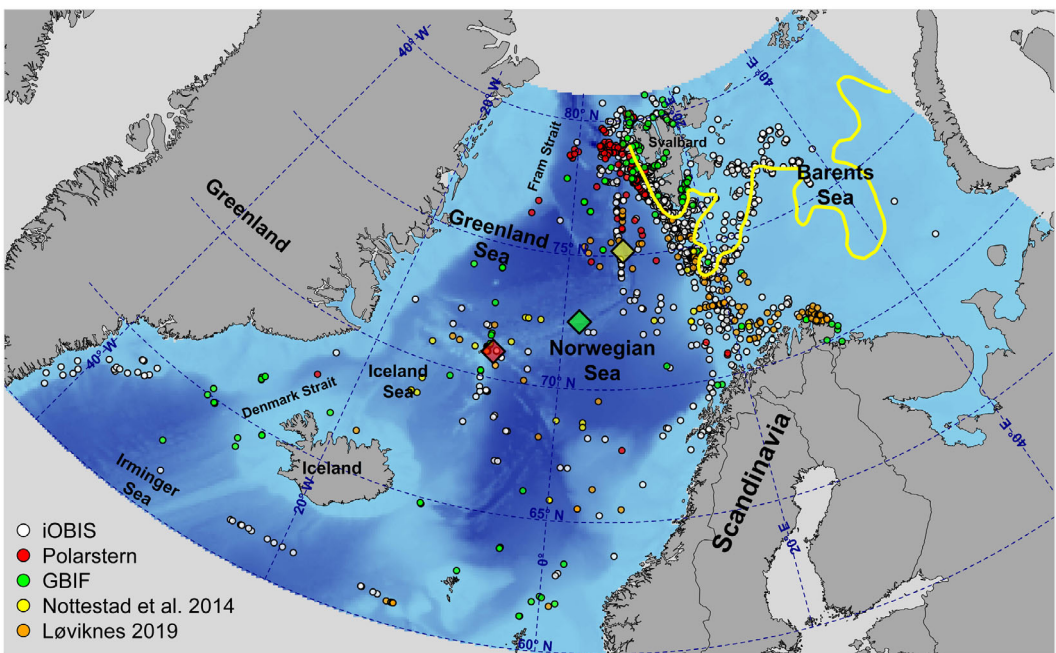 40° W
20° W
80° N
20° E
40° E
Fram Strait
Svalbard
Barents
Sea
Greenland
Greenland
Sea
75° N
Norwegian
Sea
70° N
40° W
Iceland
Sea
Denmark Strait
Iceland
Irminger
Sea
20° W
65° N
0°
60° N
Scandinavia
20° E
40° E
iOBIS
Polarstern
GBIF
Nottestad et al. 2014
Løviknes 2019